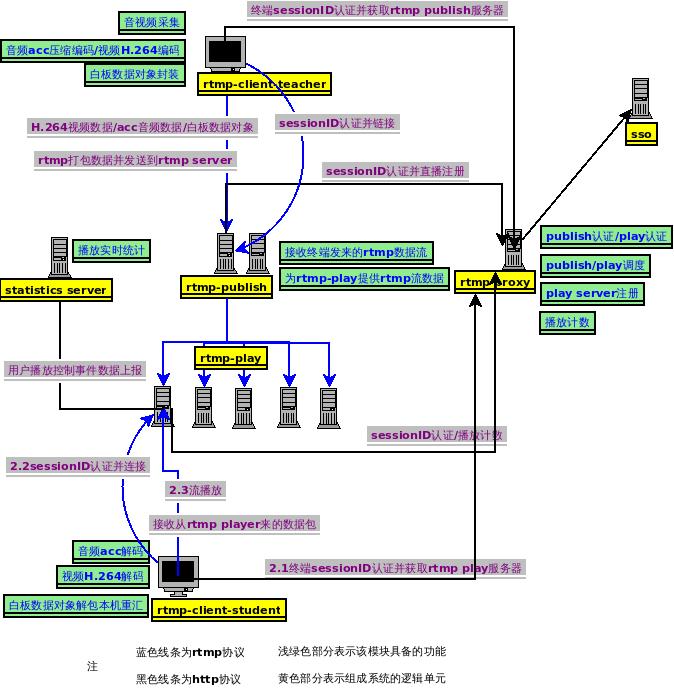 终端sessionID认证并获取rtmp publish服务器
音视频采集
音频acc压缩编码/视频H.264编码
白板数据对象封装
rtmp-client-teacher
H.264视频数据/acc音频数据/白板数据对象
sessionID认证并链接
sso
rtmp打包数据并发送到rtmp server
sessionID认证并直播注册
播放实时统计
接收终端发来的rtmp数据流
publish认证/play认证
为rtmp-play提供rtmp流数据
publish/play调度
statistics server
rtmp-publish
rtmp-proxy
play server注册
播放计数
rtmp-play
用户播放控制事件数据上报
sessionID认证/播放计数
2.2sessionID认证并连接
2.3流播放
接收从rtmp player来的数据包
音频acc解码
视频H.264解码
2.1终端sessionID认证并获取rtmp play服务器
白板数据对象解包本机重汇
rtmp-client-student
注
蓝色线条为rtmp协议
浅绿色部分表示该模块具备的功能
黑色线条为http协议
黄色部分表示组成系统的逻辑单元